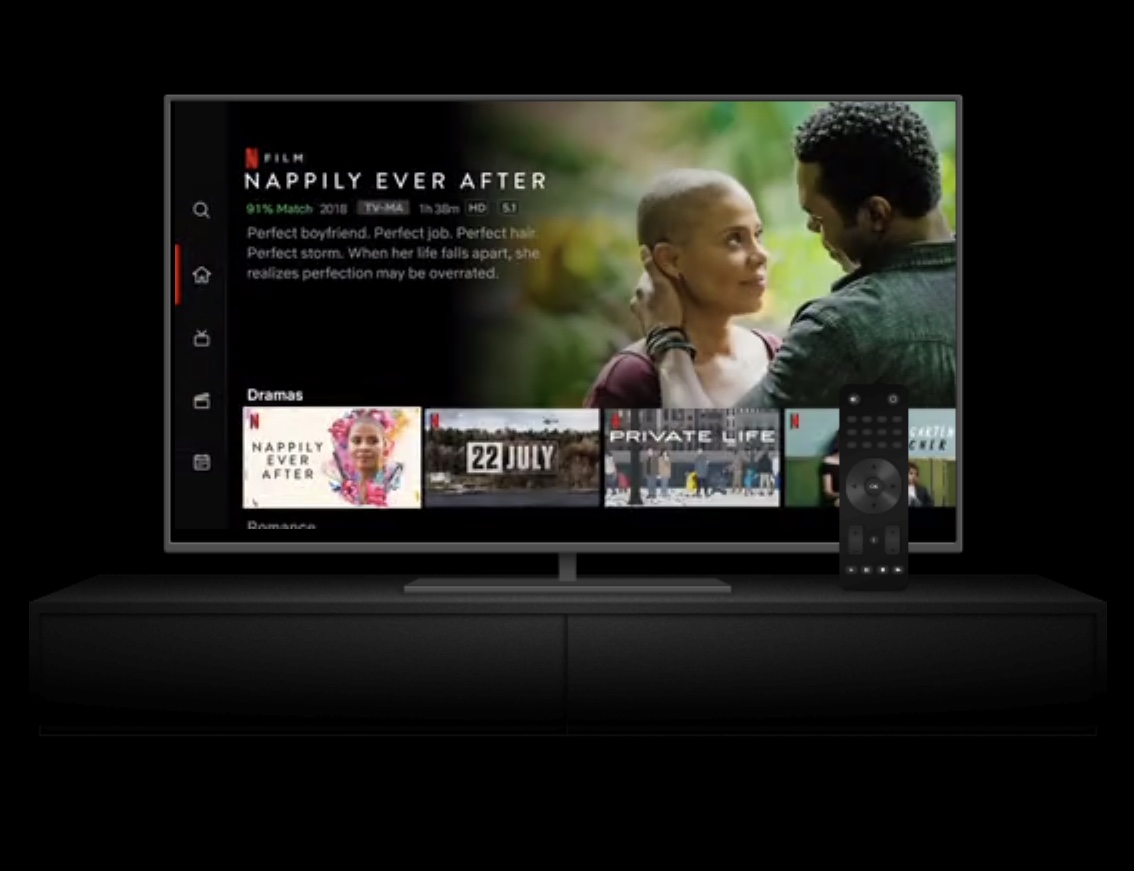 N FILM
NAPPILY EVER AFTER
91% Match 2018 TV-MA 1h 38m HD 5.1
Perfect boyfriend. Perfect job. Perfect hair.
Perfect storm. When her life falls apart, she
realizes perfection may be overrated.
Dramas
N
NAPPILY
EVER
AFTER
N
22 JULY
N
PRIVATE LIFE
N
Romance
OK